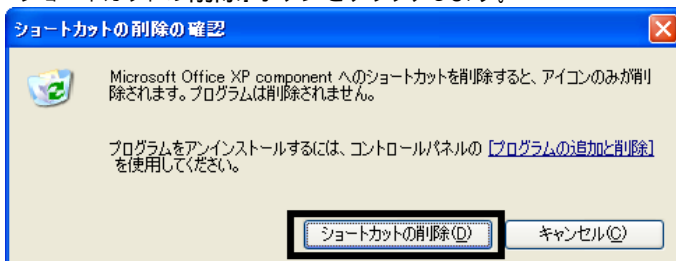 ショートカットの削除の確認
Microsoft Office XP component へのショートカットを削除すると、アイコンのみが削
除されます。プログラムは削除されません。
プログラムをアンインストールするには、コントロールパネルの [プログラムの追加と削除]
を使用してください。
ショートカットの削除(D)
キャンセル(C)